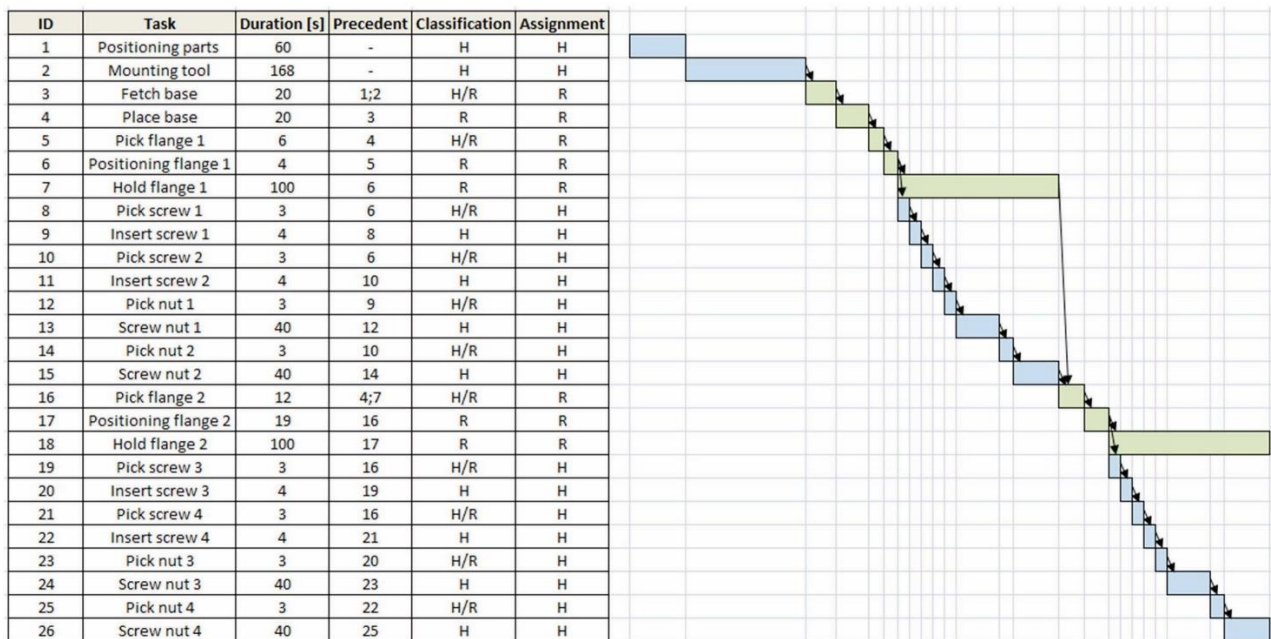 ID Task Duration [s] Precedent Classification Assignment
1 Positioning parts 60 - H H
2 Mounting tool 168 - H H
3 Fetch base 20 1;2 H/R R
4 Place base 20 3 R R
5 Pick flange 1 6 4 H/R R
6 Positioning flange 1 4 5 R R
7 Hold flange 1 100 6 R R
8 Pick screw 1 3 6 H/R H
9 Insert screw 1 4 8 H H
10 Pick screw 2 3 6 H/R H
11 Insert screw 2 4 10 H H
12 Pick nut 1 3 9 H/R H
13 Screw nut 1 40 12 H H
14 Pick nut 2 3 10 H/R H
15 Screw nut 2 40 14 H H
16 Pick flange 2 12 4;7 H/R R
17 Positioning flange 2 19 16 R R
18 Hold flange 2 100 17 R R
19 Pick screw 3 3 16 H/R H
20 Insert screw 3 4 19 H H
21 Pick screw 4 3 16 H/R H
22 Insert screw 4 4 21 H H
23 Pick nut 3 3 20 H/R H
24 Screw nut 3 40 23 H H
25 Pick nut 4 3 22 H/R H
26 Screw nut 4 40 25 H H